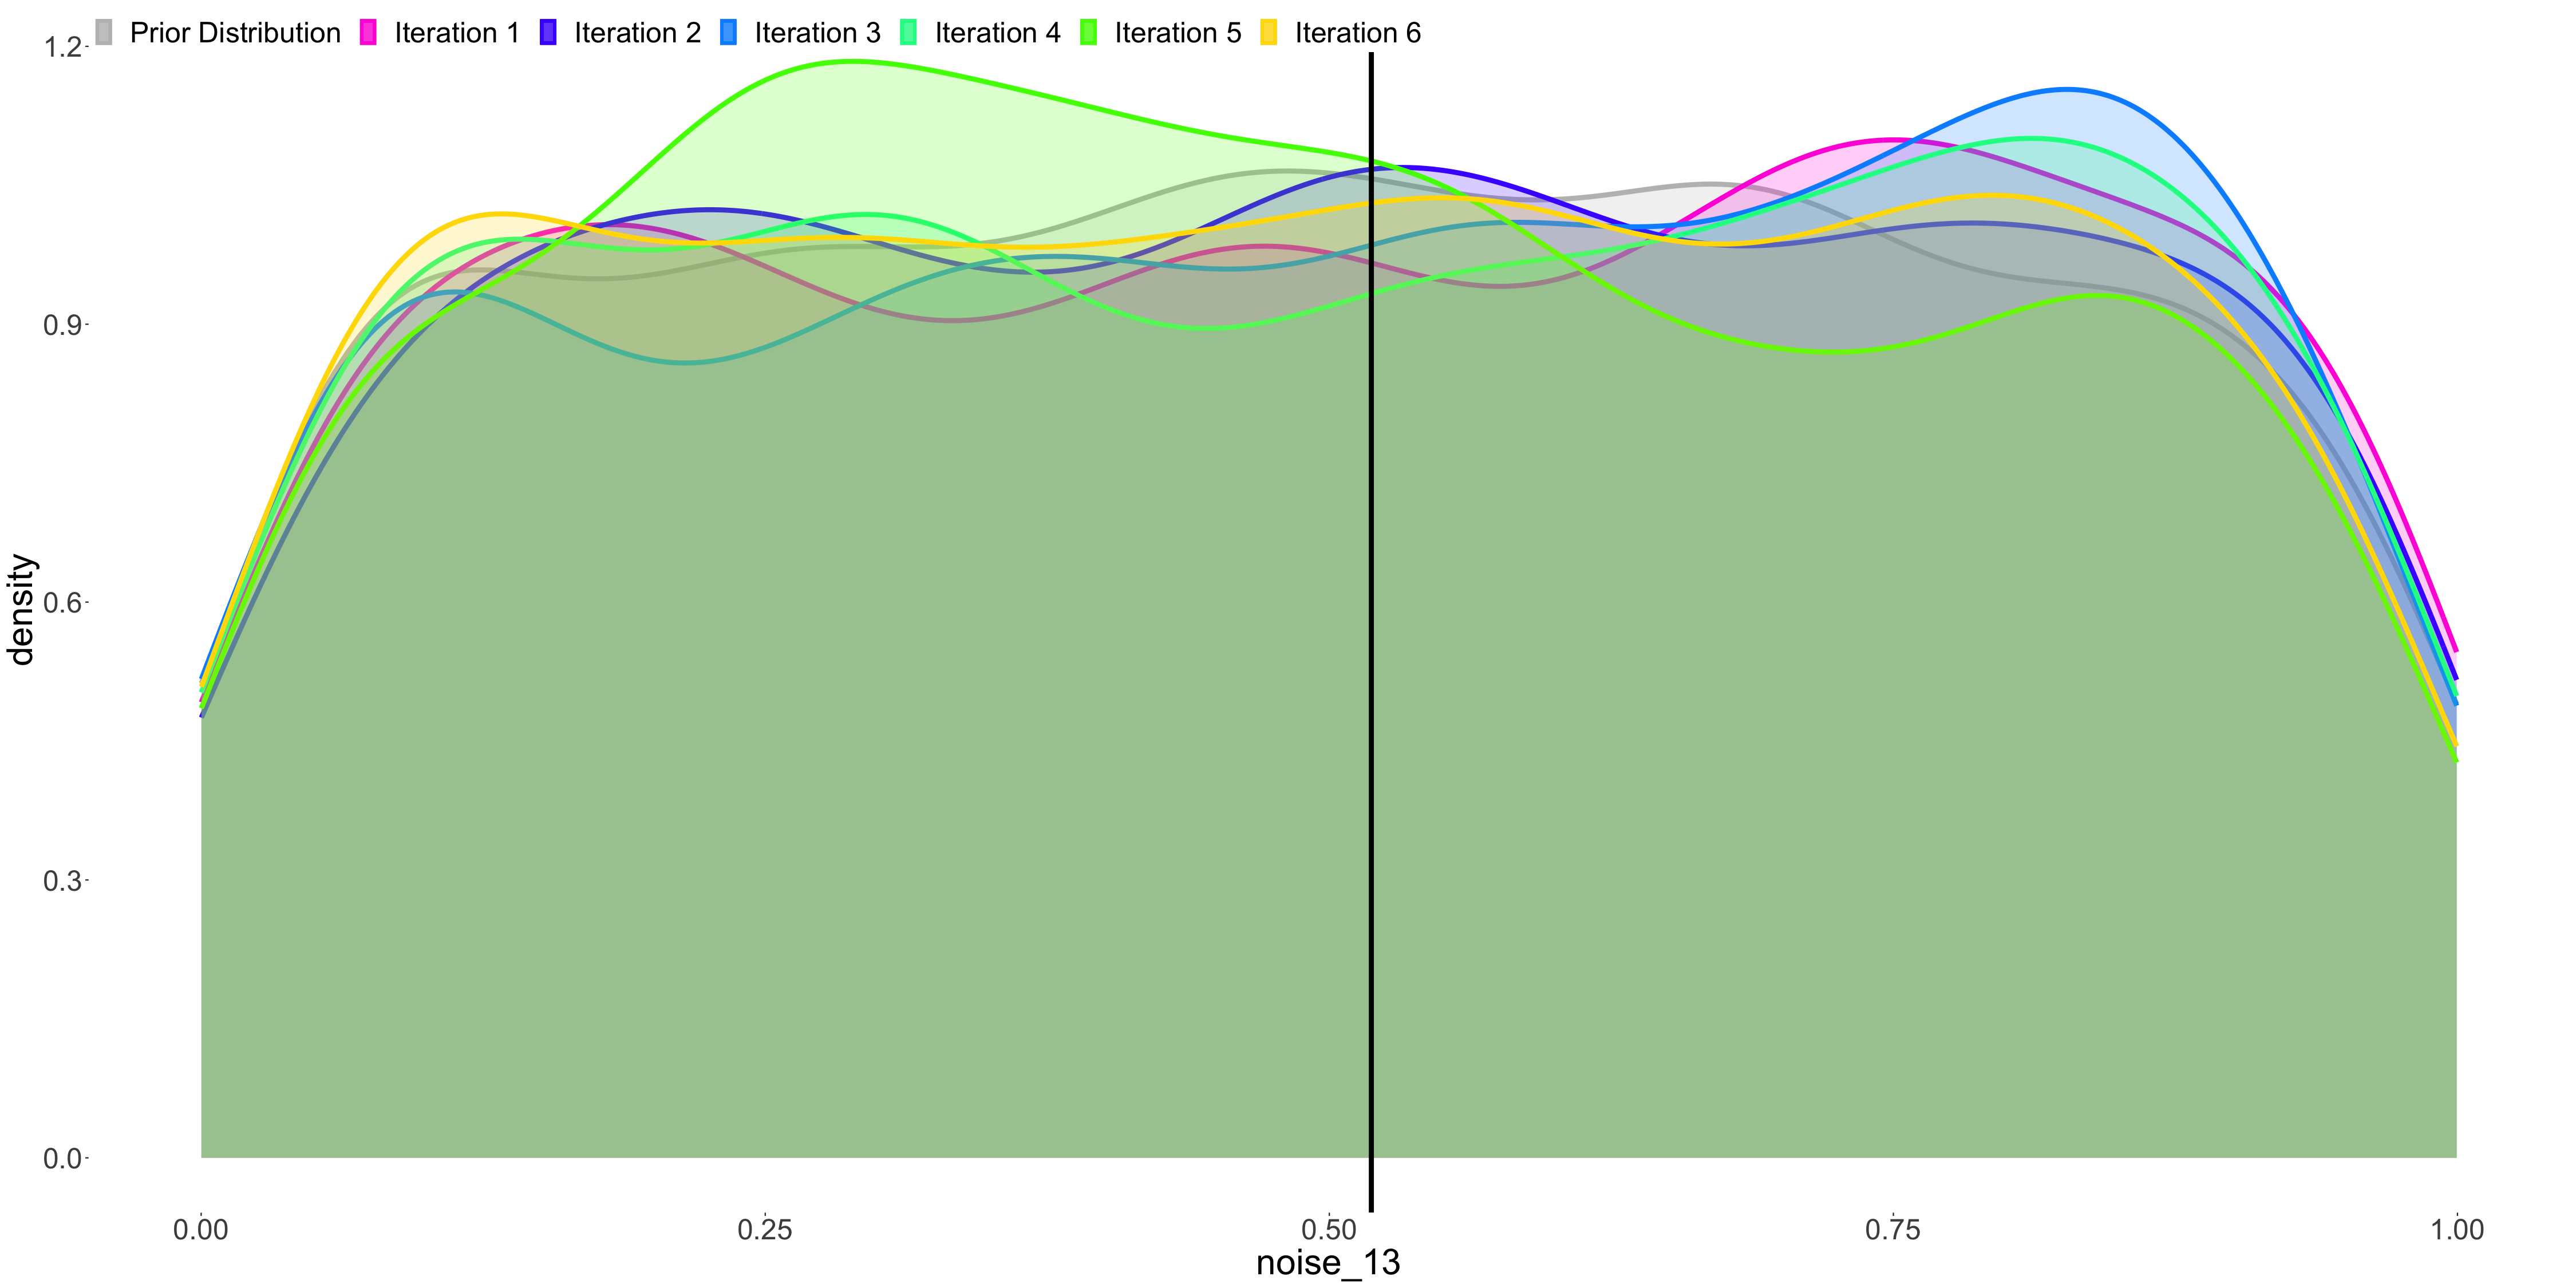 Prior Distribution Iteration 1 Iteration 2 Iteration 3 Iteration 4 Iteration 5 Iteration 6
1.2
0.9
0.6
0.3
0.0
density
0.00 0.25 0.50 0.75 1.00
noise_13